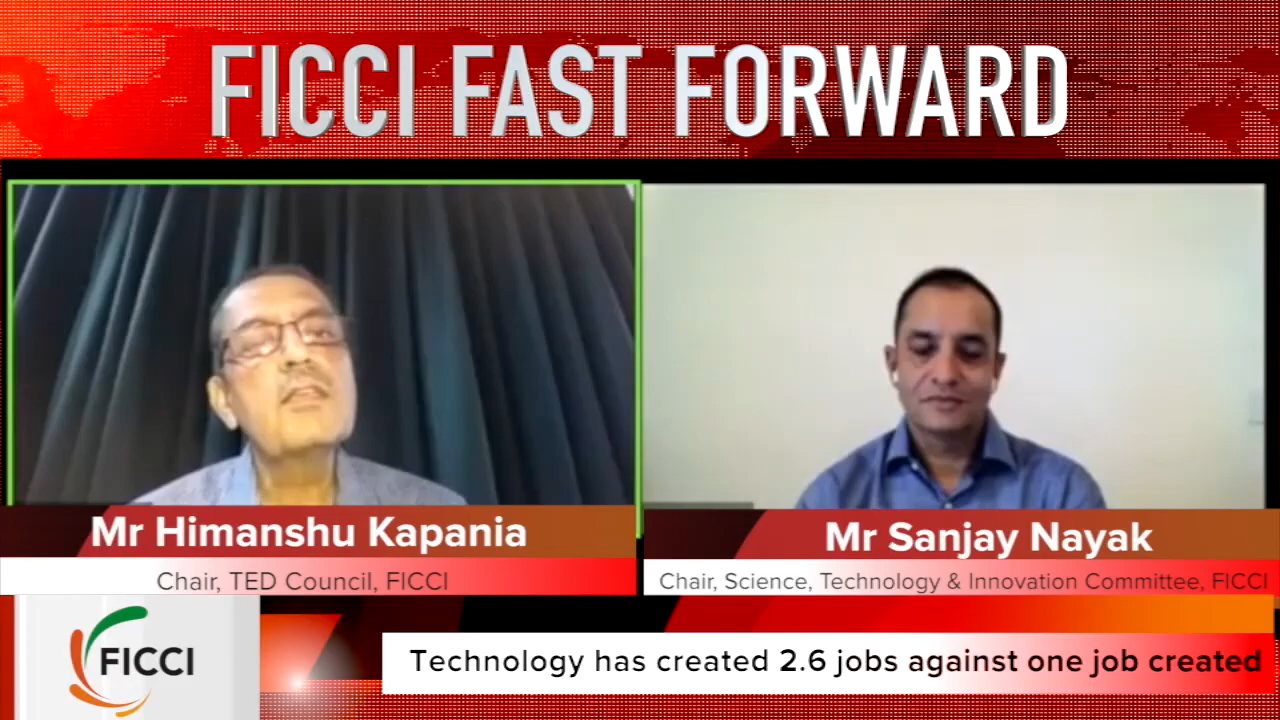 FICCI FAST FORWARD
Mr Himanshu Kapania
Chair, TED Council, FICCI
Mr Sanjay Nayak
Chair, Science, Technology & Innovation Committee, FICCI
FICCI
Technology has created 2.6 jobs against one job created